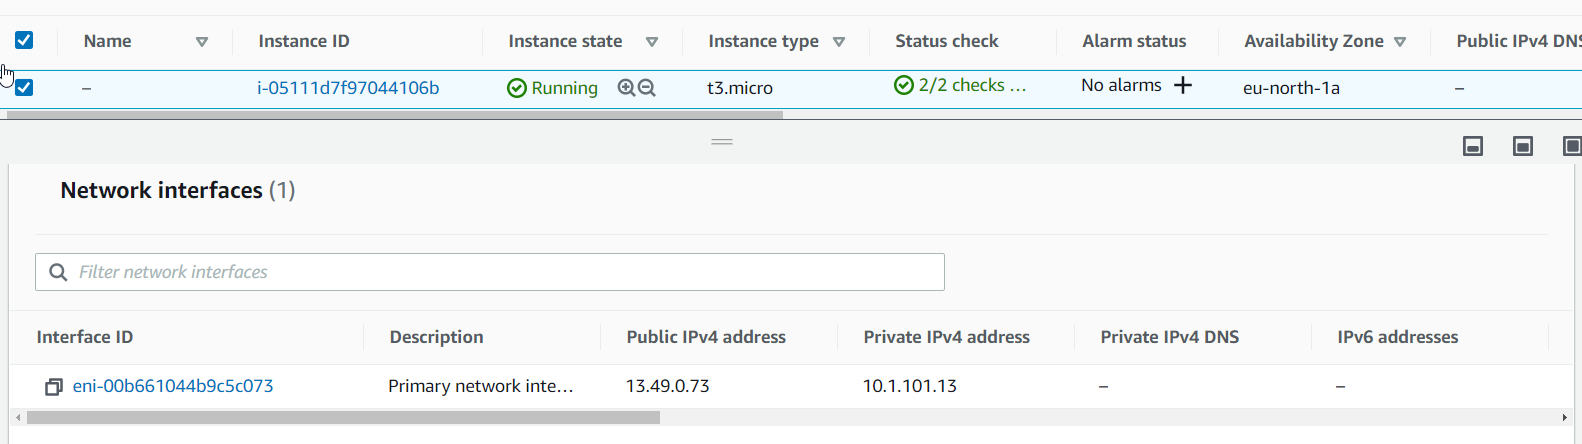 Name Instance ID Instance state Instance type Status check Alarm status Availability Zone Public IPv4 DNS
– i-05111d7f97044106b Running t3.micro 2/2 checks ... No alarms + eu-north-1a –
Network interfaces (1)
Filter network interfaces
Interface ID Description Public IPv4 address Private IPv4 address Private IPv4 DNS IPv6 addresses
eni-00b661044b9c5c073 Primary network inte... 13.49.0.73 10.1.101.13 – –